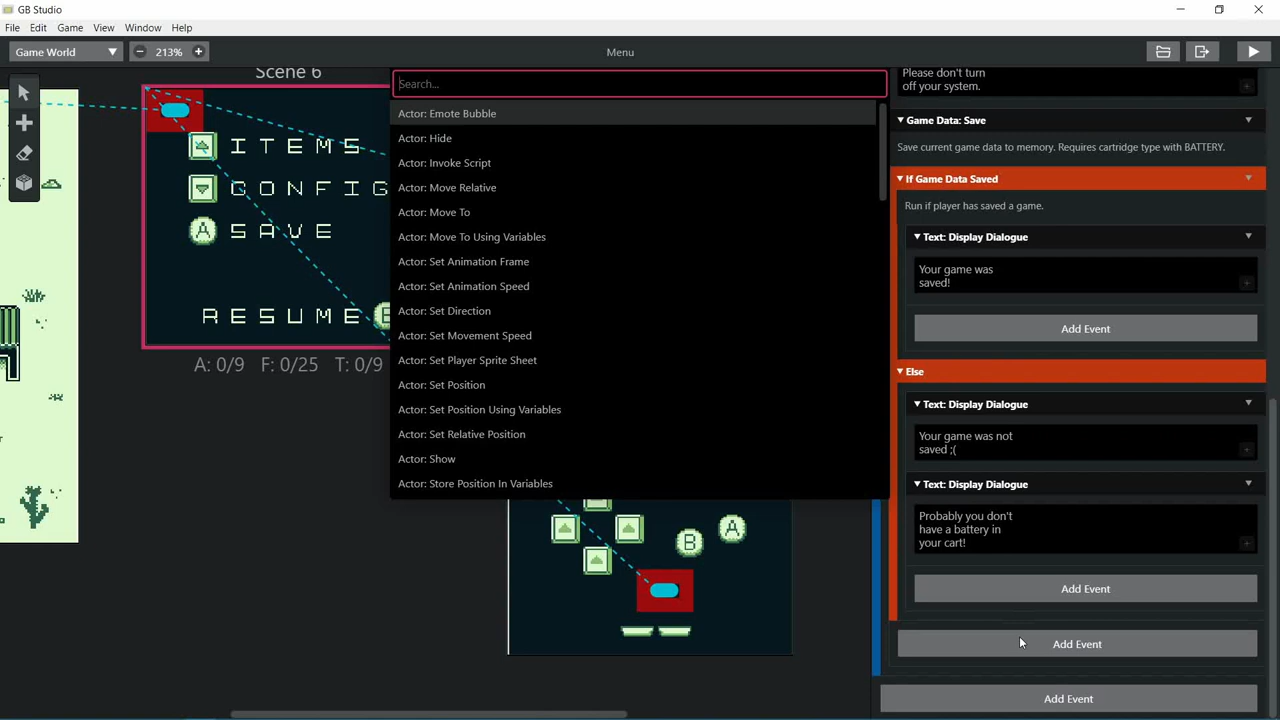 GB Studio
File Edit Game View Window Help
Game World
213%
Menu
Scene 6
ITEMS
CONFIG
A SAVE
RESUME B
A: 0/9 F: 0/25 T: 0/9
Search...
Actor: Emote Bubble
Actor: Hide
Actor: Invoke Script
Actor: Move Relative
Actor: Move To
Actor: Move To Using Variables
Actor: Set Animation Frame
Actor: Set Animation Speed
Actor: Set Direction
Actor: Set Movement Speed
Actor: Set Player Sprite Sheet
Actor: Set Position
Actor: Set Position Using Variables
Actor: Set Relative Position
Actor: Show
Actor: Store Position In Variables
B A
Please don't turn
off your system.
Game Data: Save
Save current game data to memory. Requires cartridge type with BATTERY.
If Game Data Saved
Run if player has saved a game.
Text: Display Dialogue
Your game was
saved!
Add Event
Else
Text: Display Dialogue
Your game was not
saved ;(
Text: Display Dialogue
Probably you don't
have a battery in
your cart!
Add Event
Add Event
Add Event